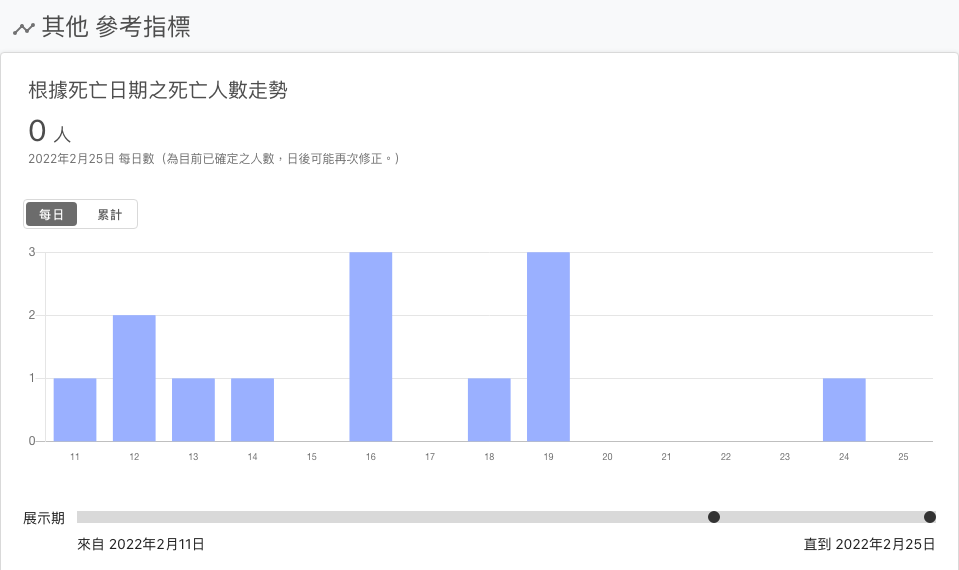 其他 參考指標
根據死亡日期之死亡人數走勢
0 人
2022年2月25日 每日數（為目前已確定之人數，日後可能再次修正。）
每日 累計
3
2
1
0
11 12 13 14 15 16 17 18 19 20 21 22 23 24 25
展示期
來自 2022年2月11日 直到 2022年2月25日